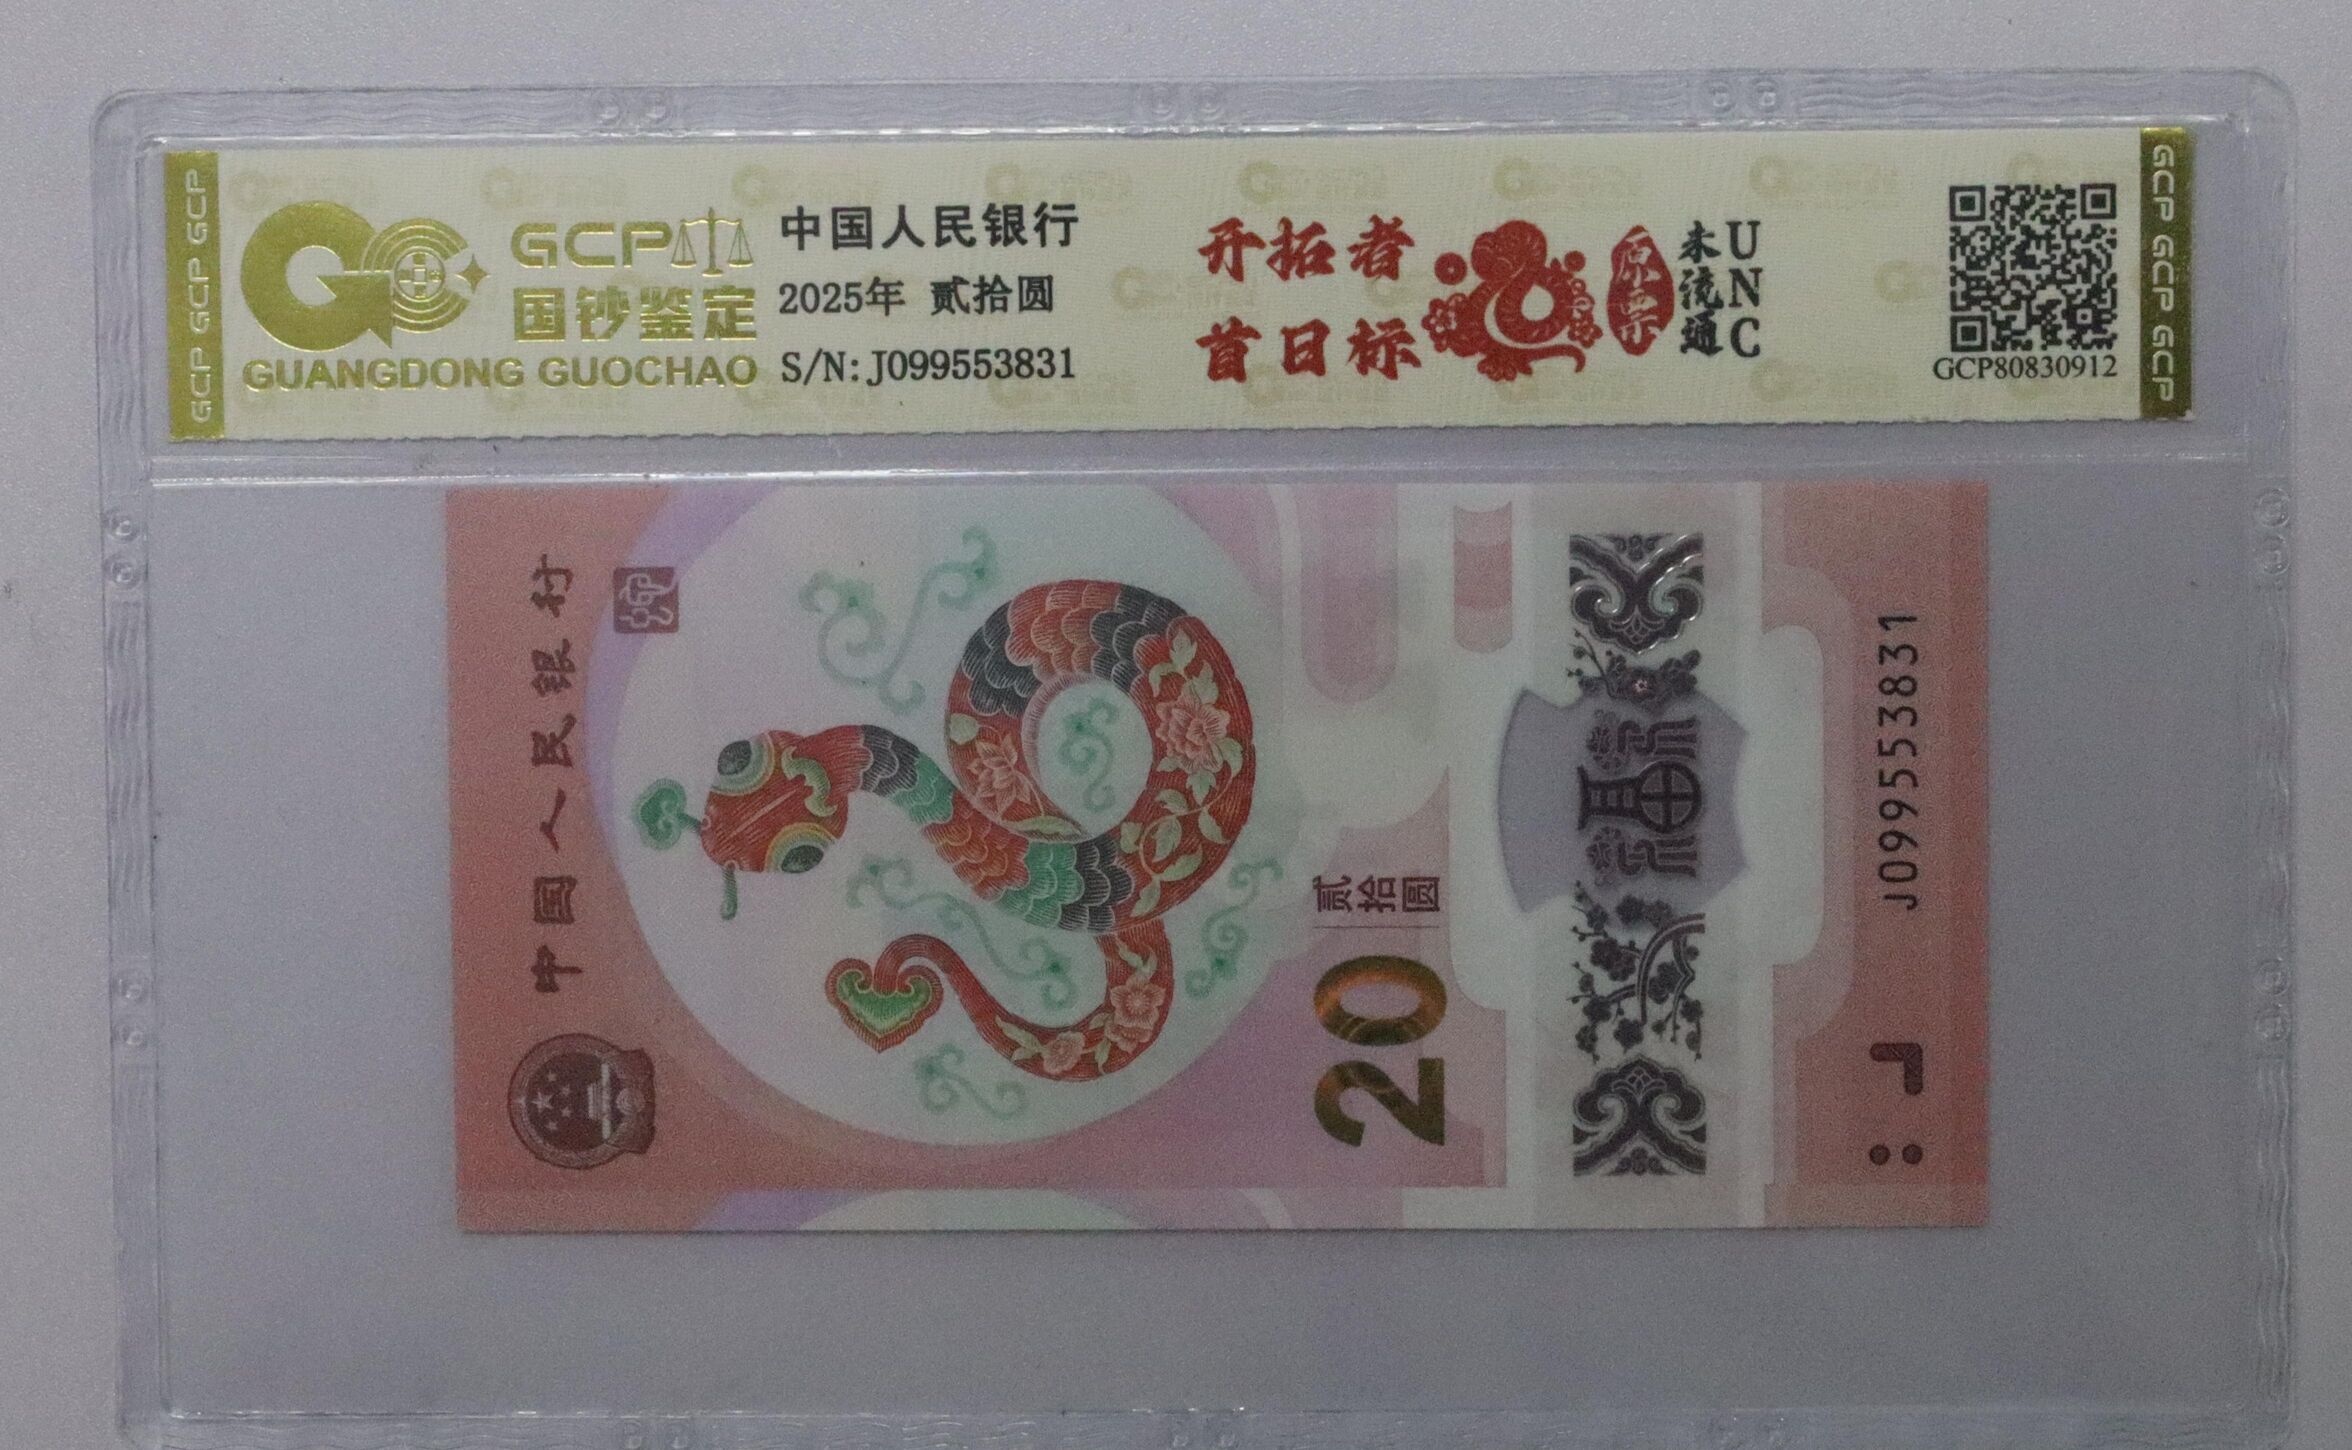 GCP GCP GCP
GCP
国钞鉴定
GUANGDONG GUOCHAO
中国人民银行
2025年 贰拾圆
S/N: J099553831
开拓者
首日标
原票
未流通
UNC
GCP80830912
GCP GCP GCP
中国人民银行
20
贰拾圆
福
J099553831